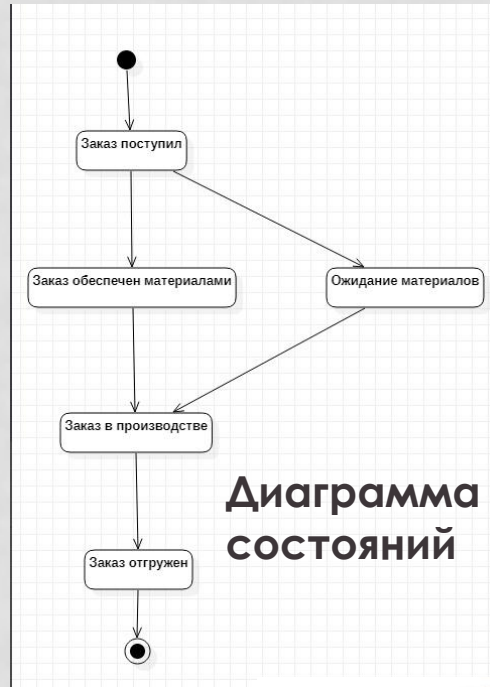 Заказ поступил
Заказ обеспечен материалами
Ожидание материалов
Заказ в производстве
Диаграмма
состояний
Заказ отгружен